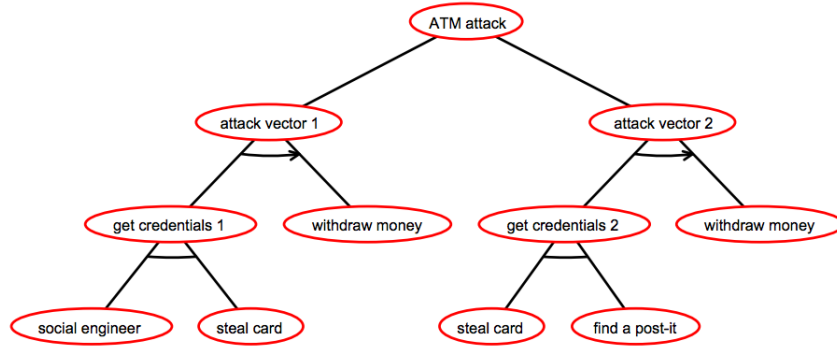 ATM attack
attack vector 1
attack vector 2
get credentials 1
withdraw money
get credentials 2
withdraw money
social engineer
steal card
steal card
find a post-it